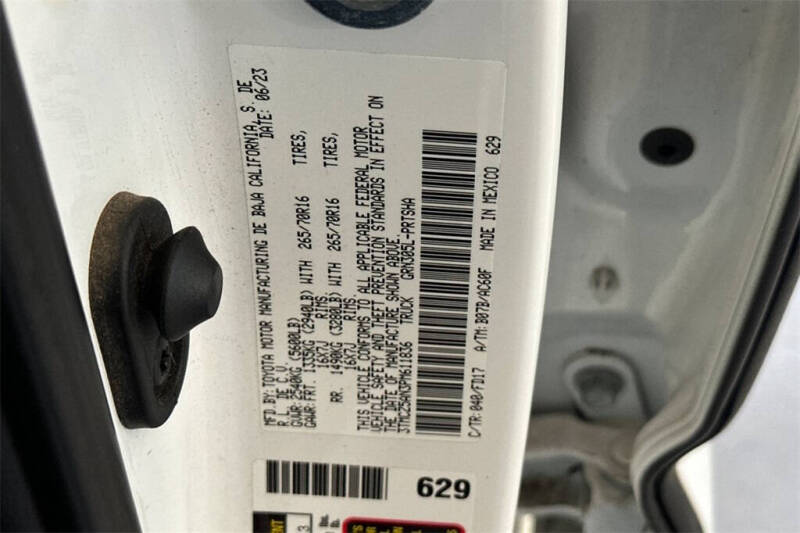 MFD.BY: TOYOTA MOTOR MANUFACTURING DE BAJA CALIFORNIA, S. DE
R.L. DE C.V. DATE: 06/23
GVWR: 2540KG (5600LB)
GAWR: FRT. 1335KG (2940LB) WITH 265/70R16 TIRES,
16X7J RIMS
RR. 1490KG (3280LB) WITH 265/70R16 TIRES,
16X7J RIMS.
THIS VEHICLE CONFORMS TO ALL APPLICABLE FEDERAL MOTOR
VEHICLE SAFETY AND THEFT PREVENTION STANDARDS IN EFFECT ON
THE DATE OF MANUFACTURE SHOWN ABOVE.
3TMCZ5AN3PM611836 TRUCK GRN305L-PRTSHA
C/TR: 040/FD17 A/TM: B07B/AC60F MADE IN MEXICO 629
629